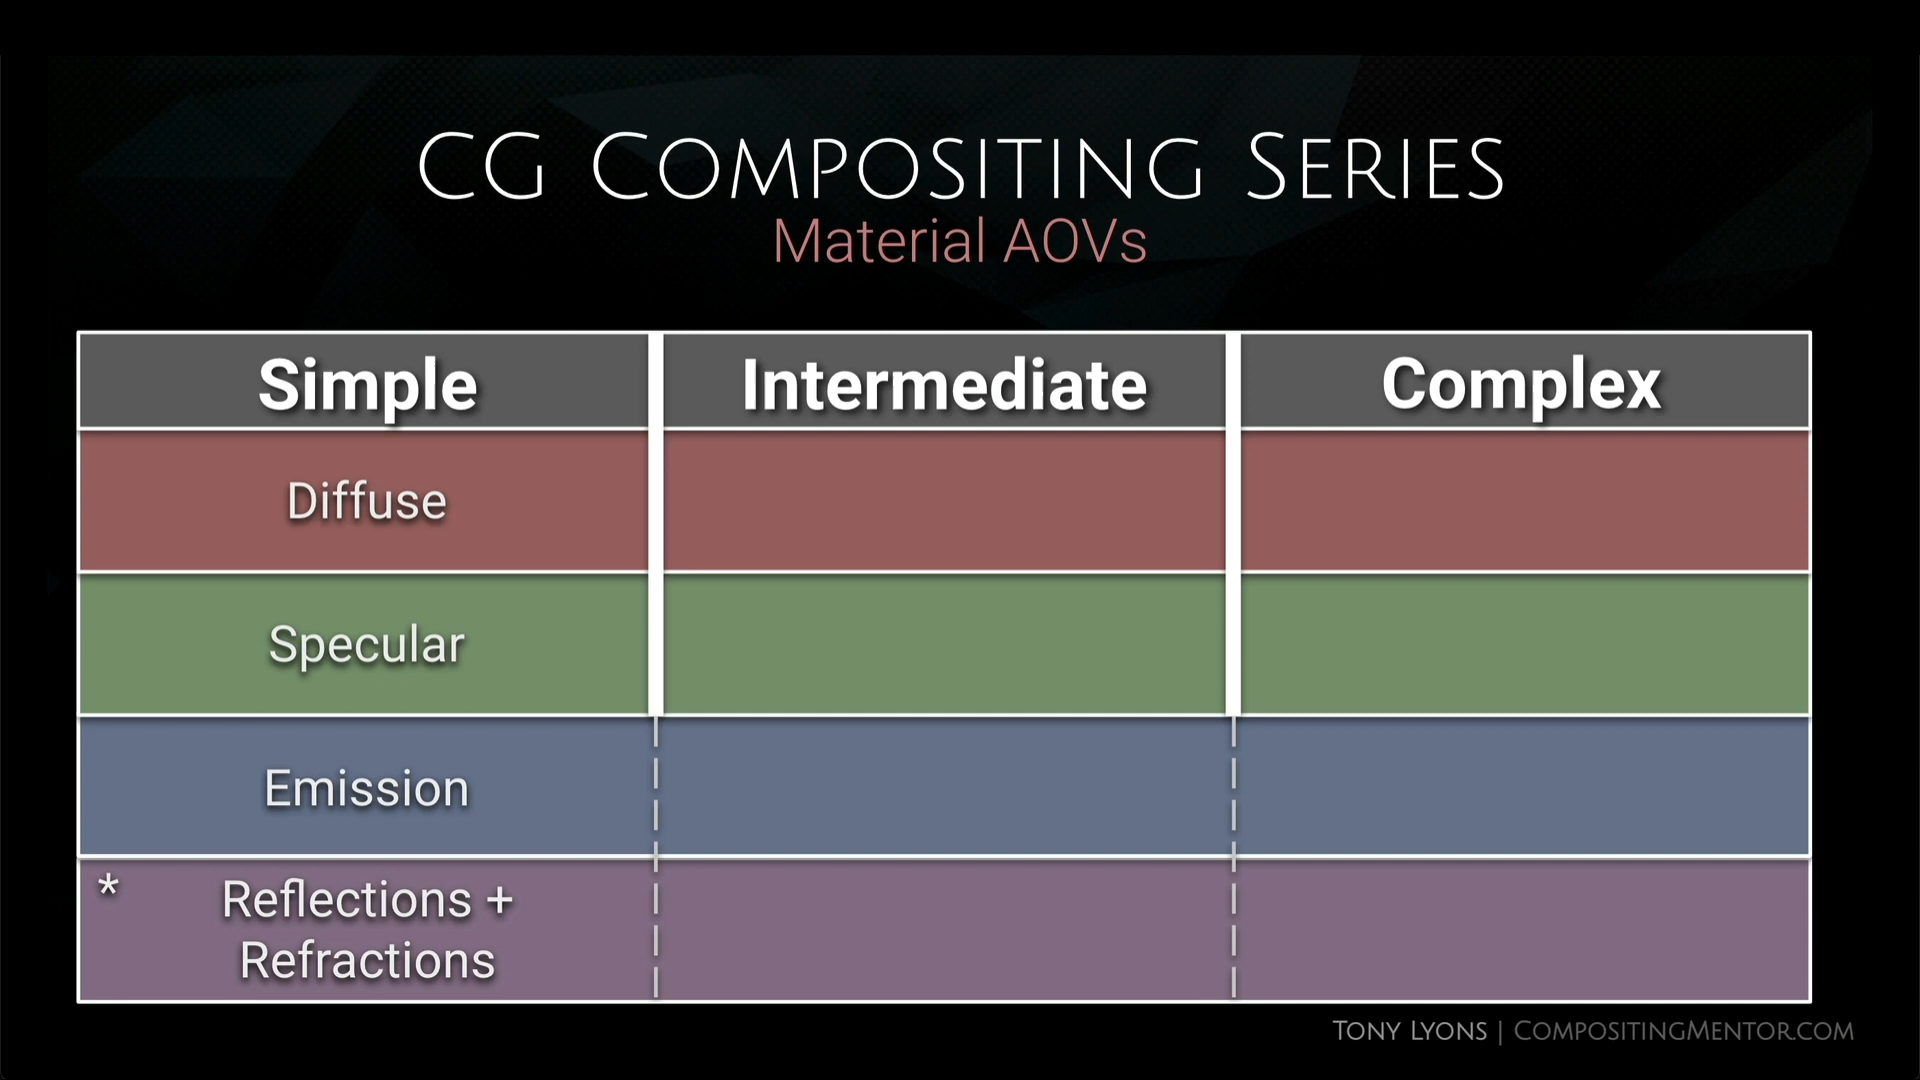 CG Compositing Series
Material AOVs
Simple Intermediate Complex
Diffuse
Specular
Emission
* Reflections +
Refractions
Tony Lyons | CompositingMentor.com